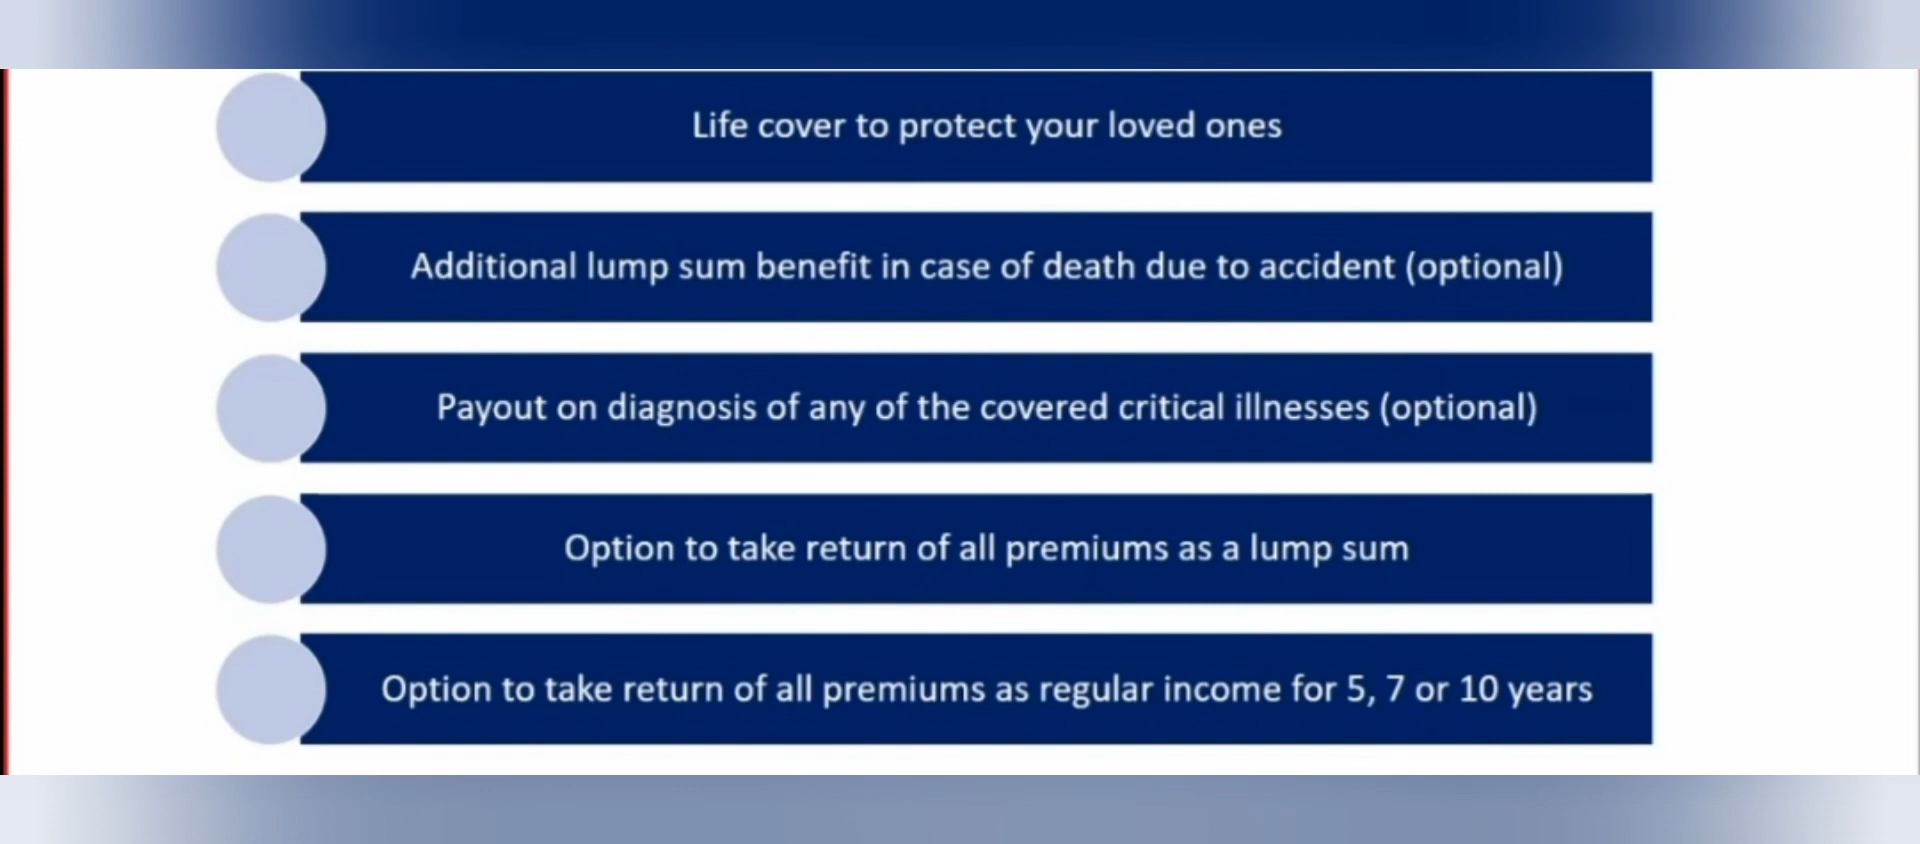 Life cover to protect your loved ones
Additional lump sum benefit in case of death due to accident (optional)
Payout on diagnosis of any of the covered critical illnesses (optional)
Option to take return of all premiums as a lump sum
Option to take return of all premiums as regular income for 5, 7 or 10 years